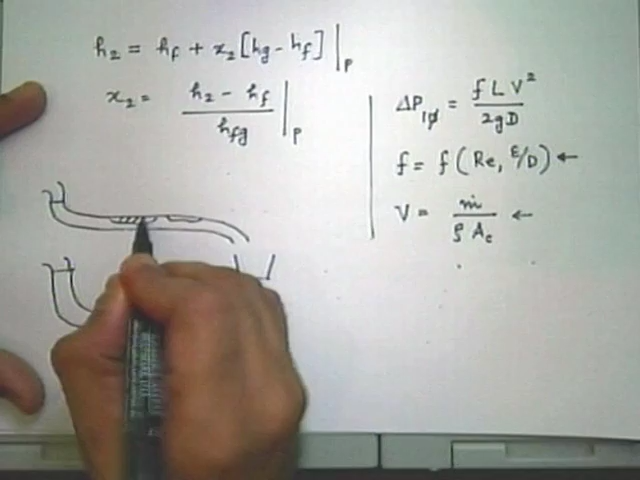 h₂ = h_f + x₂ [h_g - h_f] |_P
x₂ = (h₂ - h_f) / h_fg |_P
ΔP_1ϕ = f L V² / 2gD
f = f (Re, ε/D) ←
V = ṁ / ρ A_c ←